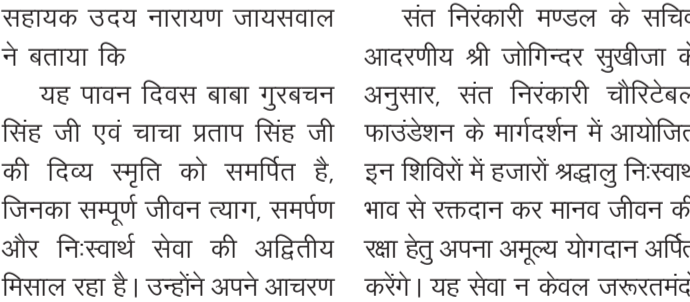 सहायक उदय नारायण जायसवाल
ने बताया कि
यह पावन दिवस बाबा गुरबचन
सिंह जी एवं चाचा प्रताप सिंह जी
की दिव्य स्मृति को समर्पित है,
जिनका सम्पूर्ण जीवन त्याग, समर्पण
और निःस्वार्थ सेवा की अद्वितीय
मिसाल रहा है। उन्होंने अपने आचरण
संत निरंकारी मण्डल के सचिव
आदरणीय श्री जोगिन्दर सुखीजा के
अनुसार, संत निरंकारी चौरिटेबल
फाउंडेशन के मार्गदर्शन में आयोजित
इन शिविरों में हजारों श्रद्धालु निःस्वार्थ
भाव से रक्तदान कर मानव जीवन की
रक्षा हेतु अपना अमूल्य योगदान अर्पित
करेंगे। यह सेवा न केवल